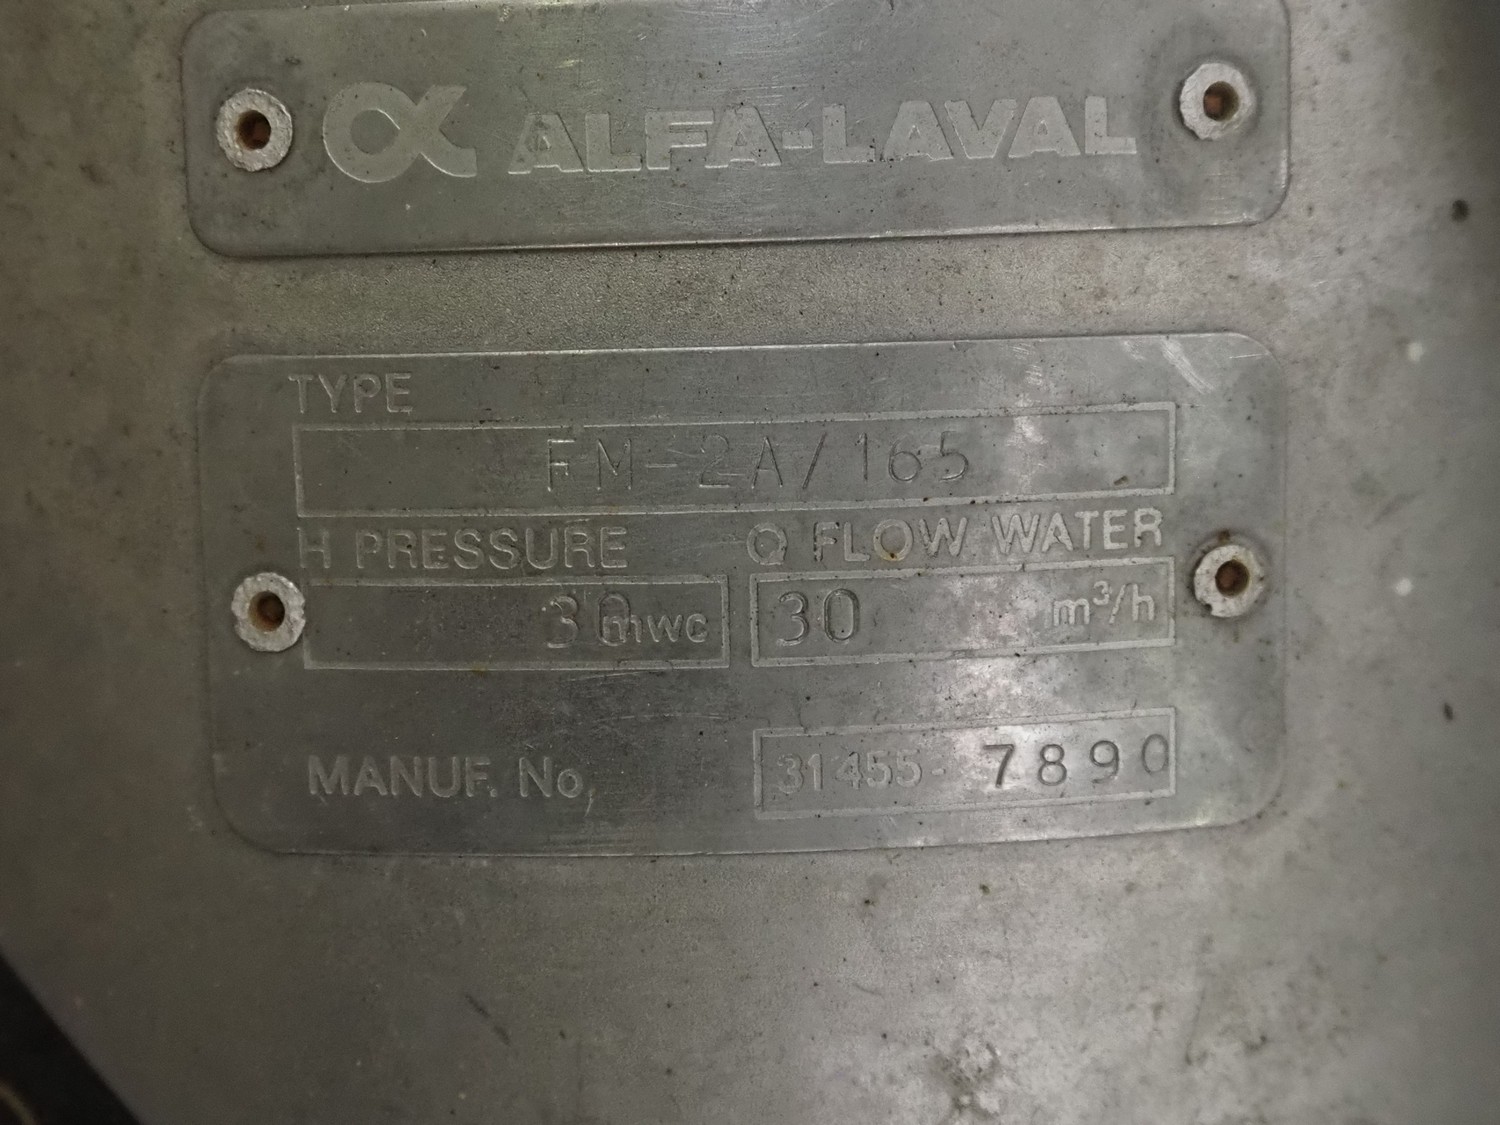 α ALFA-LAVAL
TYPE
FM-2A/165
H PRESSURE Q FLOW WATER
30 mwc 30 m³/h
MANUF. No. 31455- 7890